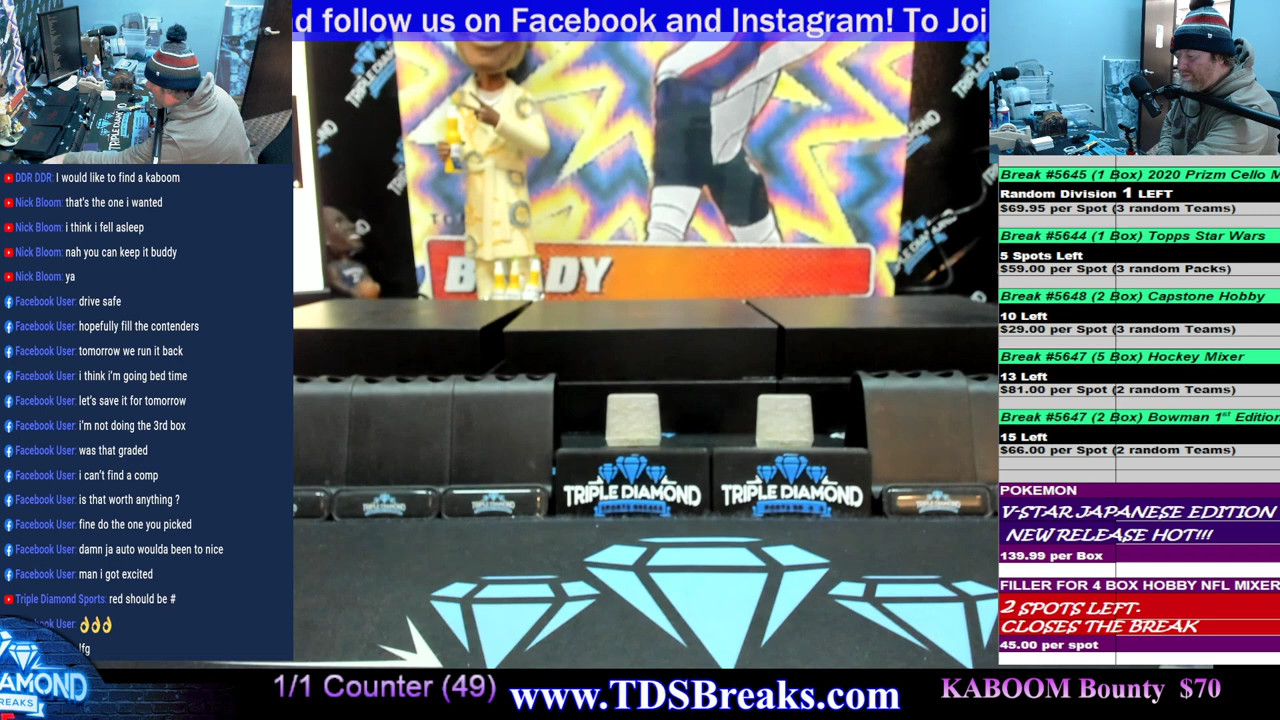 d follow us on Facebook and Instagram! To Joi
DDR DDR: I would like to find a kaboom
Nick Bloom: that's the one i wanted
Nick Bloom: i think i fell asleep
Nick Bloom: nah you can keep it buddy
Nick Bloom: ya
Facebook User: drive safe
Facebook User: hopefully fill the contenders
Facebook User: tomorrow we run it back
Facebook User: i think i'm going bed time
Facebook User: let's save it for tomorrow
Facebook User: i'm not doing the 3rd box
Facebook User: was that graded
Facebook User: i can't find a comp
Facebook User: is that worth anything ?
Facebook User: fine do the one you picked
Facebook User: damn ja auto woulda been to nice
Facebook User: man i got excited
Triple Diamond Sports: red should be #
ok User: 👌👌👌
lfg
AMOND
BREAKS
TRIPLE DIAMOND
B DY
TRIPLE DIAMOND
SPORTS BREAKS
TRIPLE DIAMOND
Break #5645 (1 Box) 2020 Prizm Cello M
Random Division 1 LEFT
$69.95 per Spot (3 random Teams)
Break #5644 (1 Box) Topps Star Wars
5 Spots Left
$59.00 per Spot (3 random Packs)
Break #5648 (2 Box) Capstone Hobby
10 Left
$29.00 per Spot (3 random Teams)
Break #5647 (5 Box) Hockey Mixer
13 Left
$81.00 per Spot (2 random Teams)
Break #5647 (2 Box) Bowman 1st Edition
15 Left
$66.00 per Spot (2 random Teams)
POKEMON
V-STAR JAPANESE EDITION
NEW RELEASE HOT!!!
139.99 per Box
FILLER FOR 4 BOX HOBBY NFL MIXER
2 SPOTS LEFT.
CLOSES THE BREAK
45.00 per spot
1/1 Counter (49)
www.TDSBreaks.com
KABOOM Bounty $70